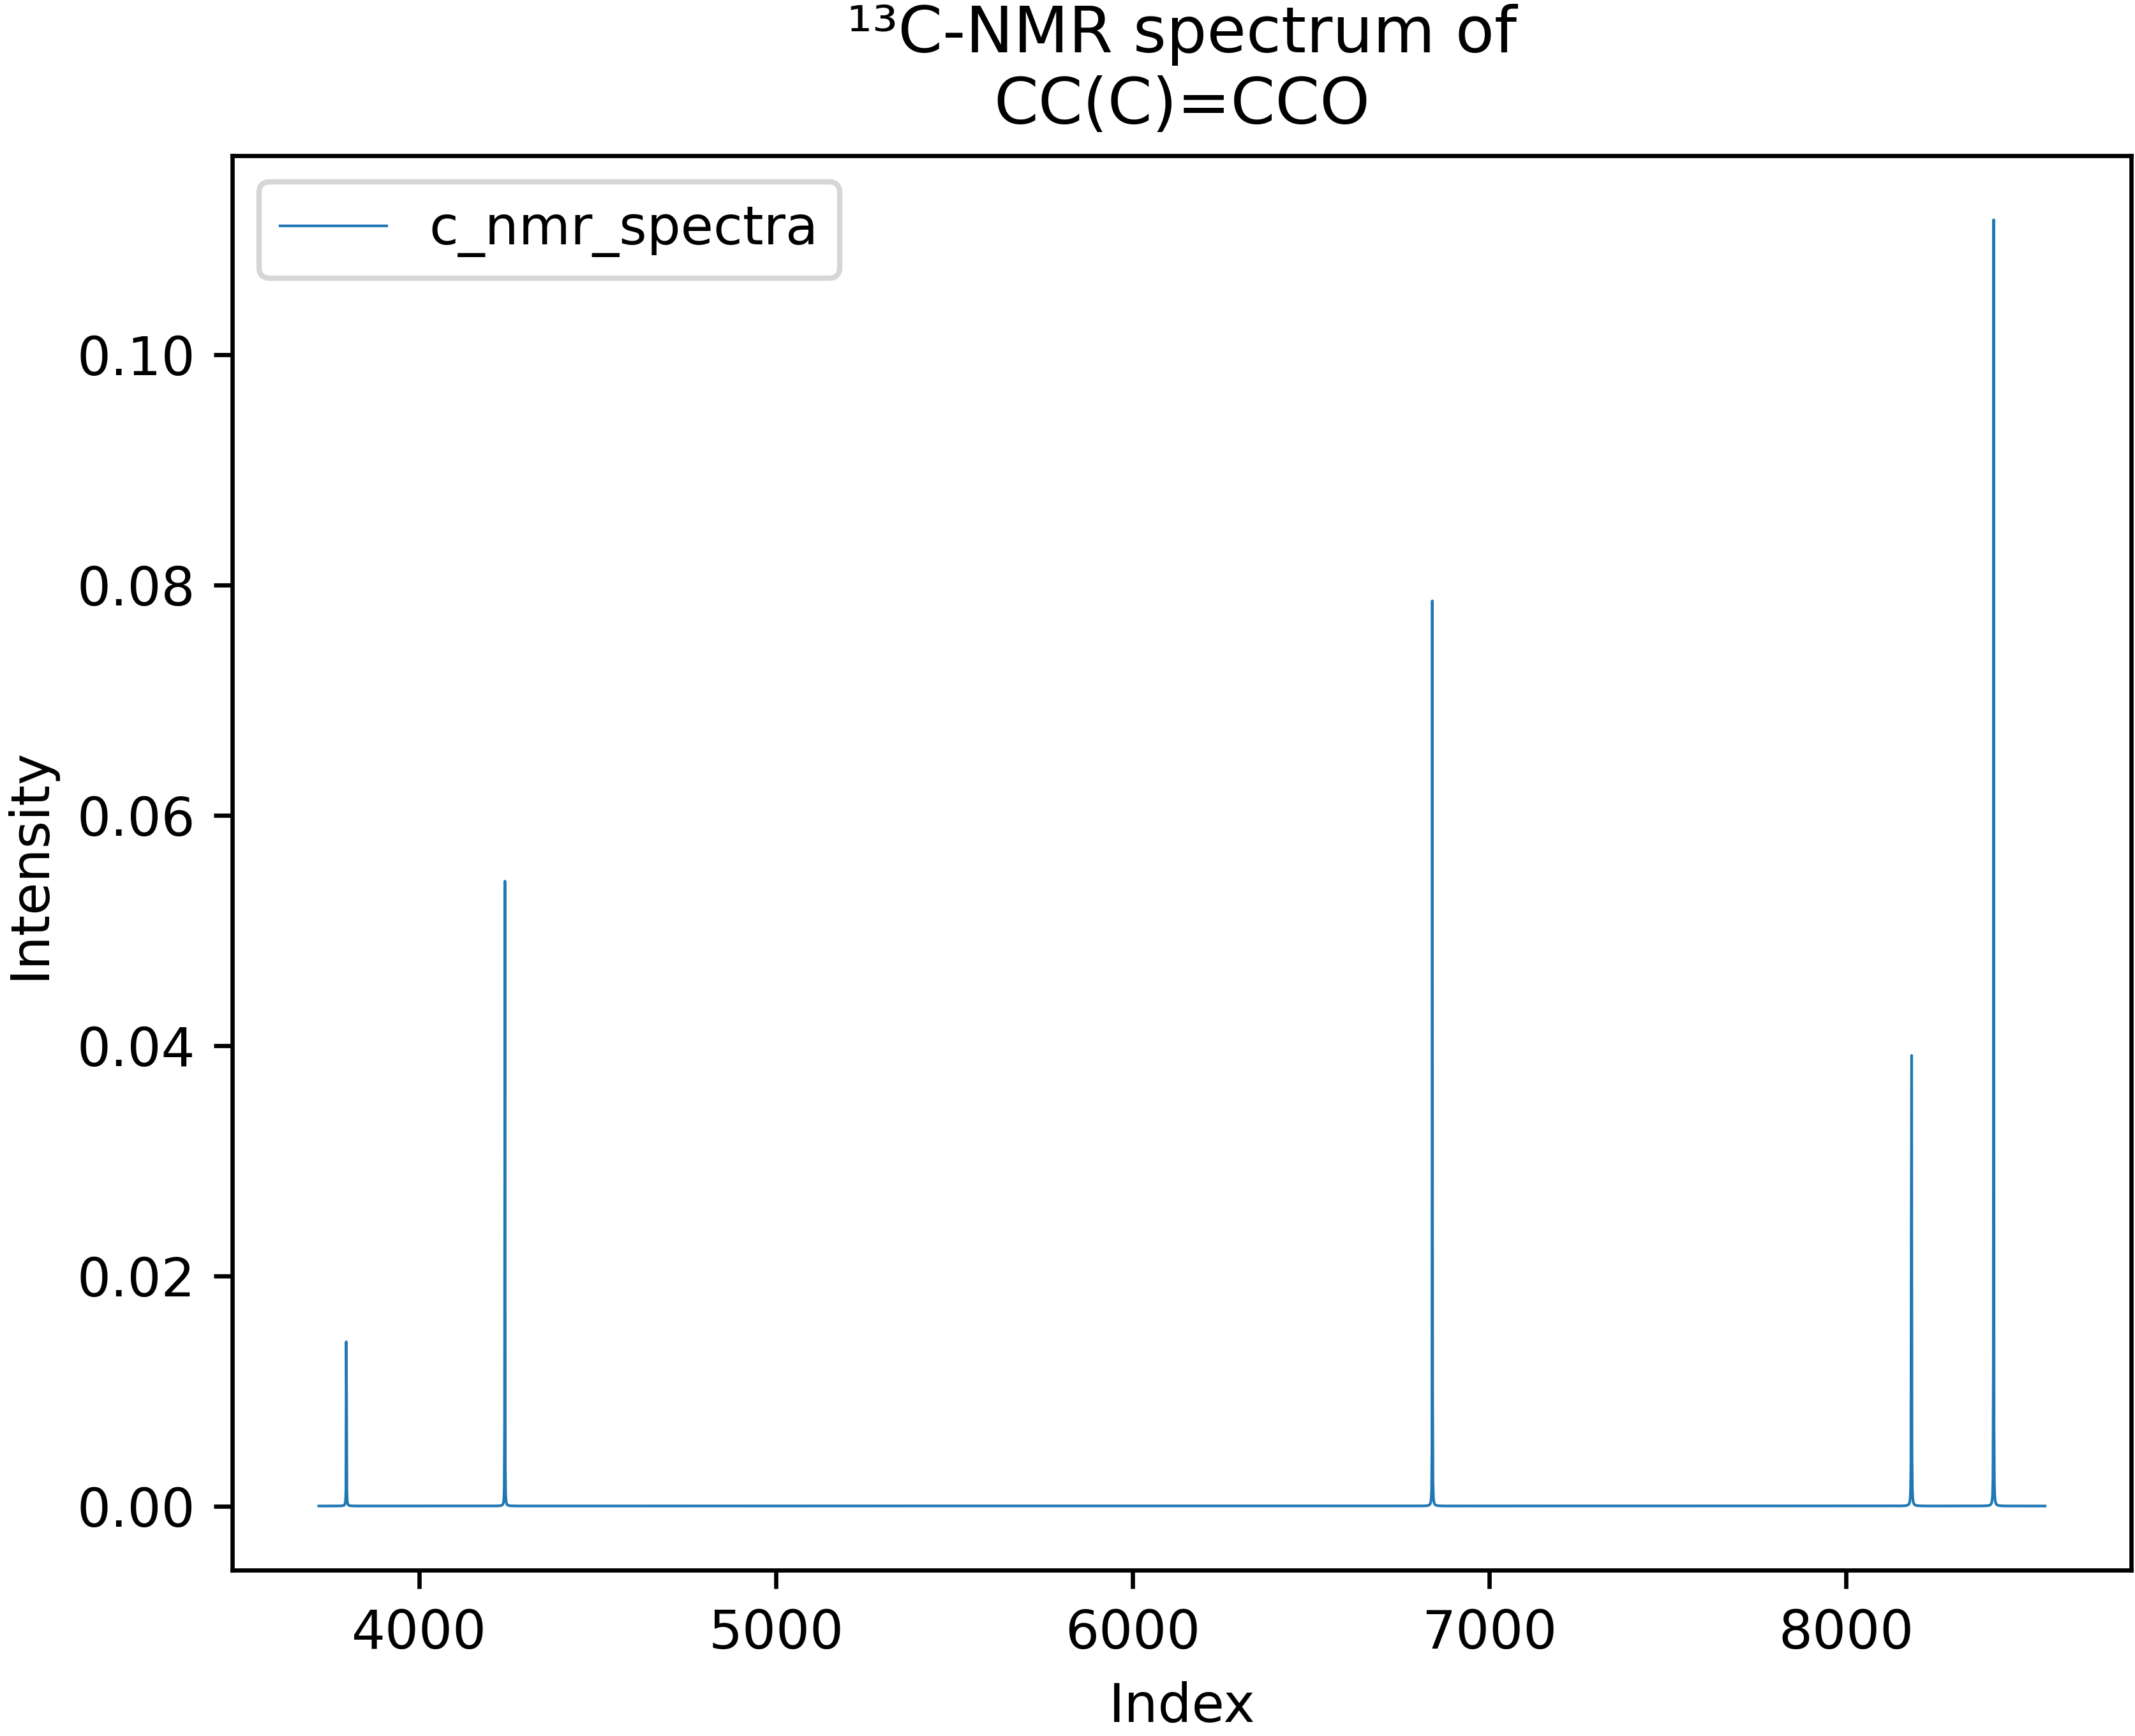 ¹³C-NMR spectrum of
CC(C)=CCO
c_nmr_spectra
0.10
0.08
0.06
0.04
0.02
0.00
Intensity
4000 5000 6000 7000 8000
Index